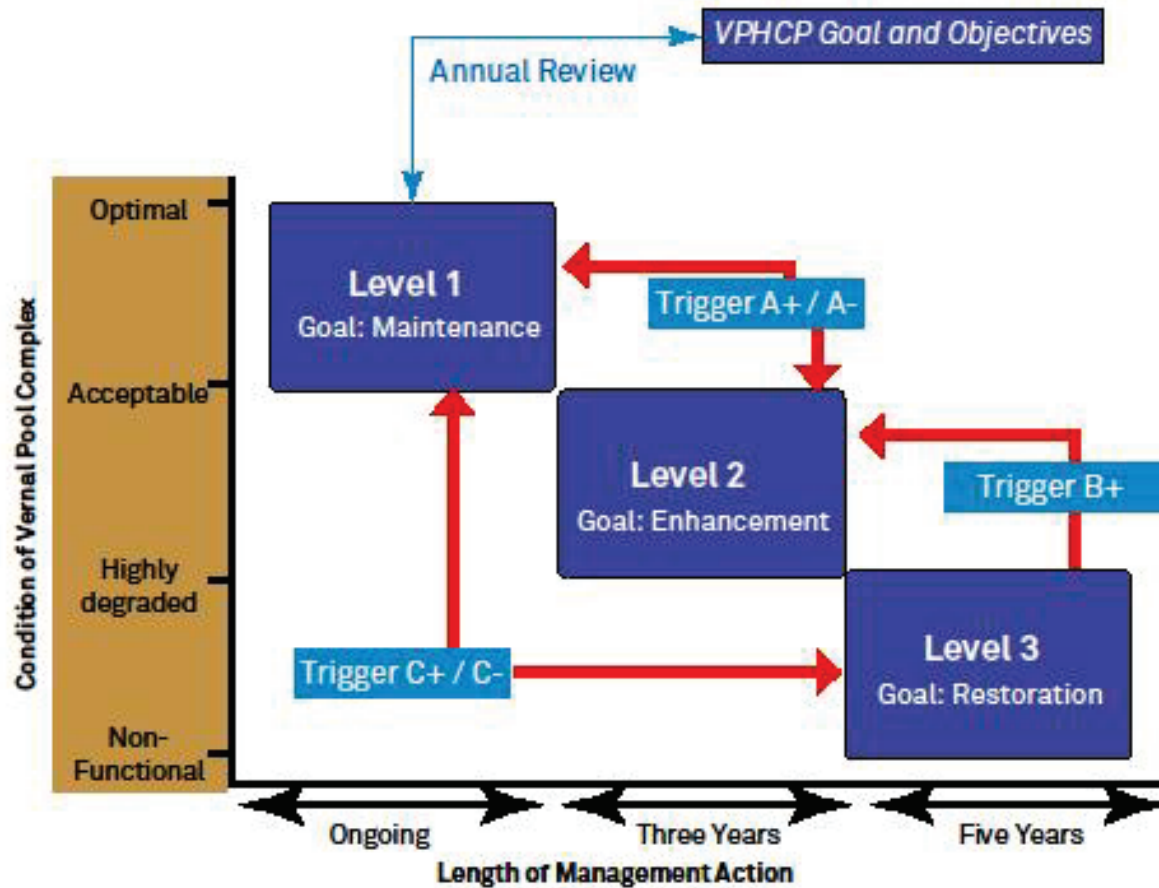 VPHCP Goal and Objectives
Annual Review
Condition of Vernal Pool Complex
Optimal
Acceptable
Highly
degraded
Non-
Functional
Level 1
Goal: Maintenance
Trigger A+ / A-
Level 2
Goal: Enhancement
Trigger B+
Level 3
Goal: Restoration
Trigger C+ / C-
Ongoing
Three Years
Five Years
Length of Management Action